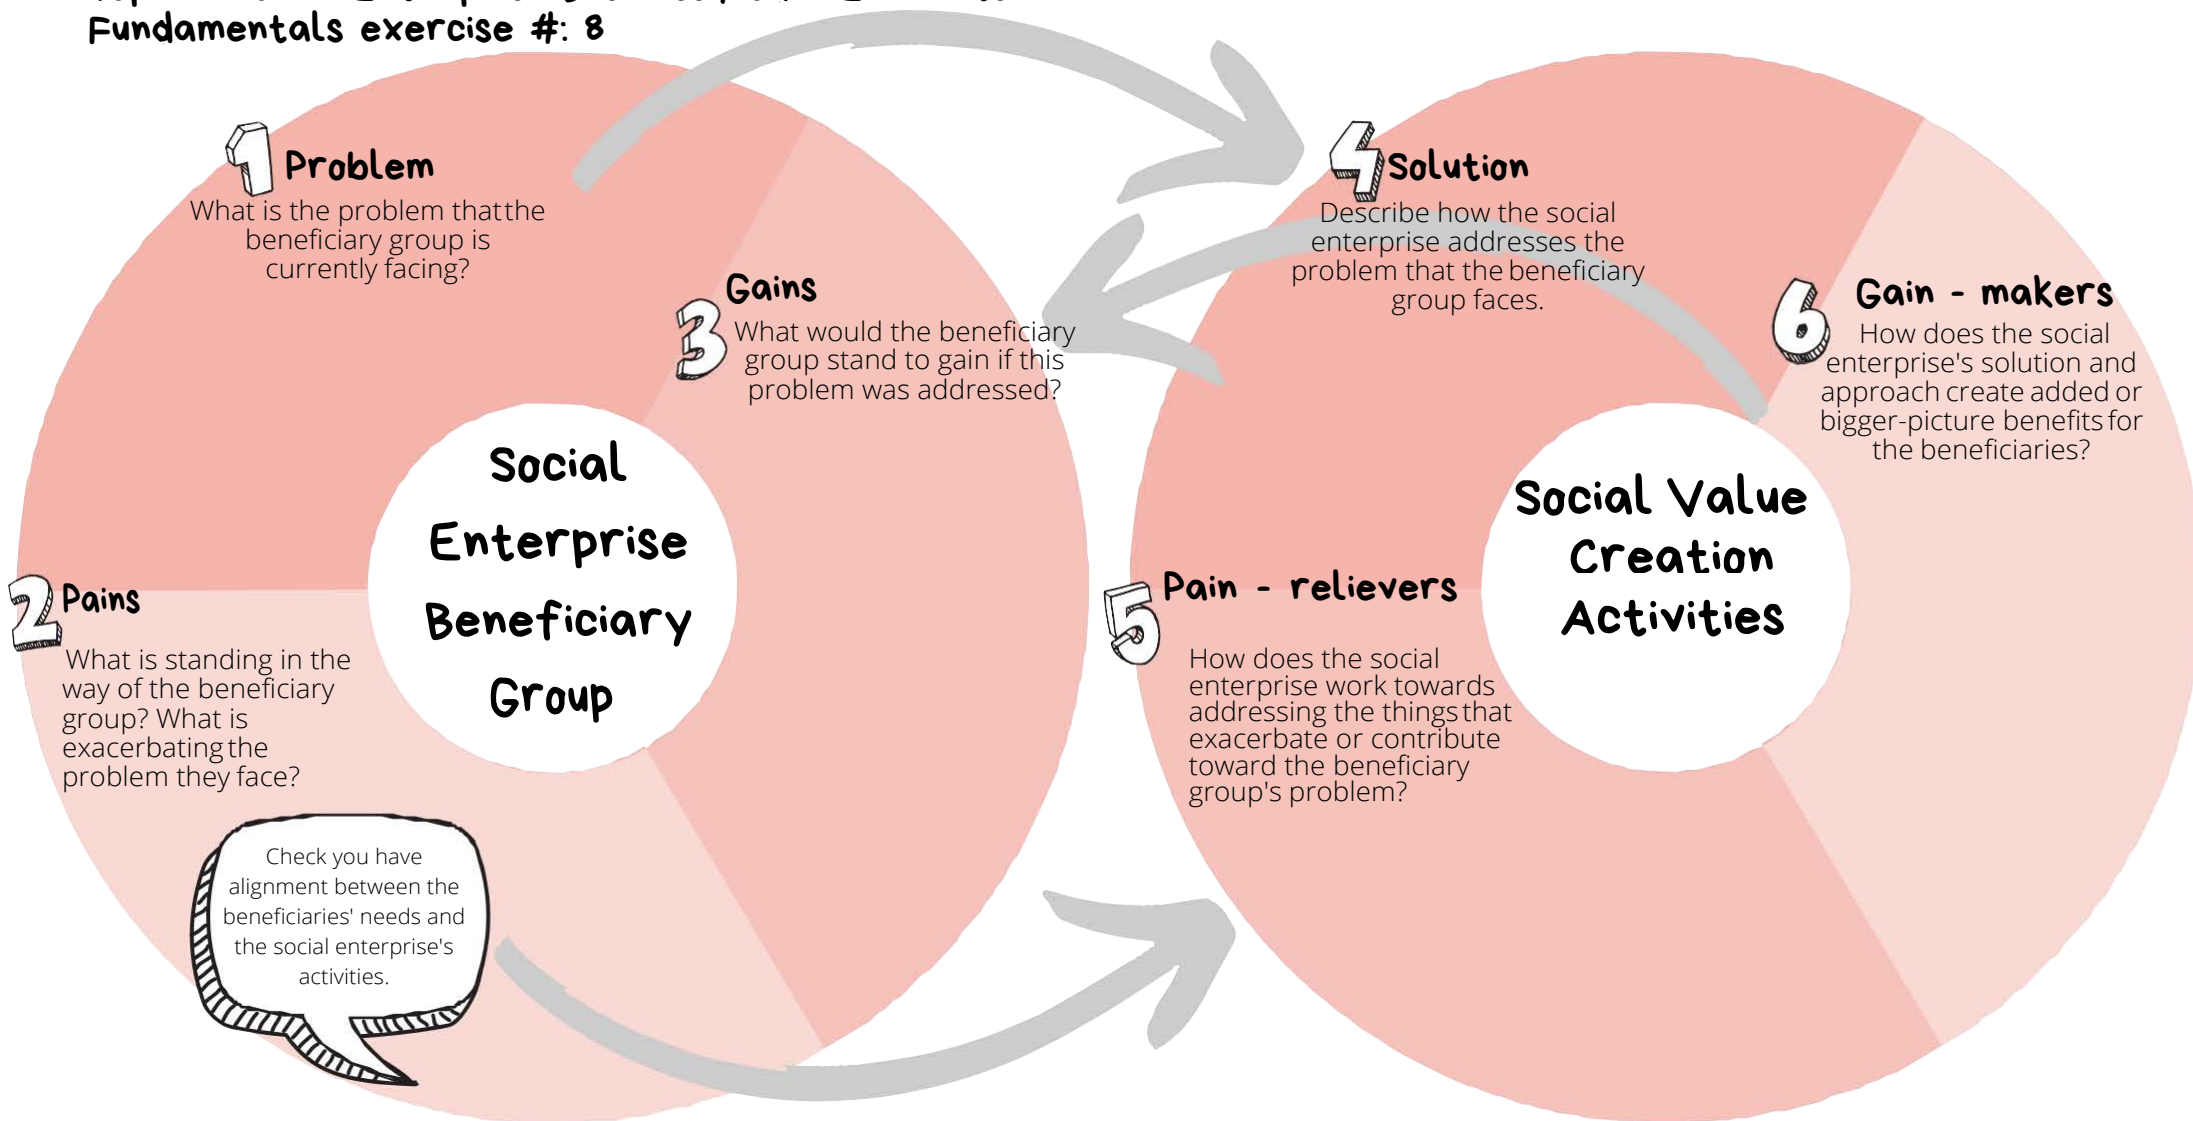 Fundamentals exercise #: 8
1 Problem
What is the problem that the
beneficiary group is
currently facing?
2 Pains
What is standing in the
way of the beneficiary
group? What is
exacerbating the
problem they face?
3 Gains
What would the beneficiary
group stand to gain if this
problem was addressed?
Social
Enterprise
Beneficiary
Group
Check you have
alignment between the
beneficiaries' needs and
the social enterprise's
activities.
4 Solution
Describe how the social
enterprise addresses the
problem that the beneficiary
group faces.
5 Pain - relievers
How does the social
enterprise work towards
addressing the things that
exacerbate or contribute
toward the beneficiary
group's problem?
6 Gain - makers
How does the social
enterprise's solution and
approach create added or
bigger-picture benefits for
the beneficiaries?
Social Value
Creation
Activities